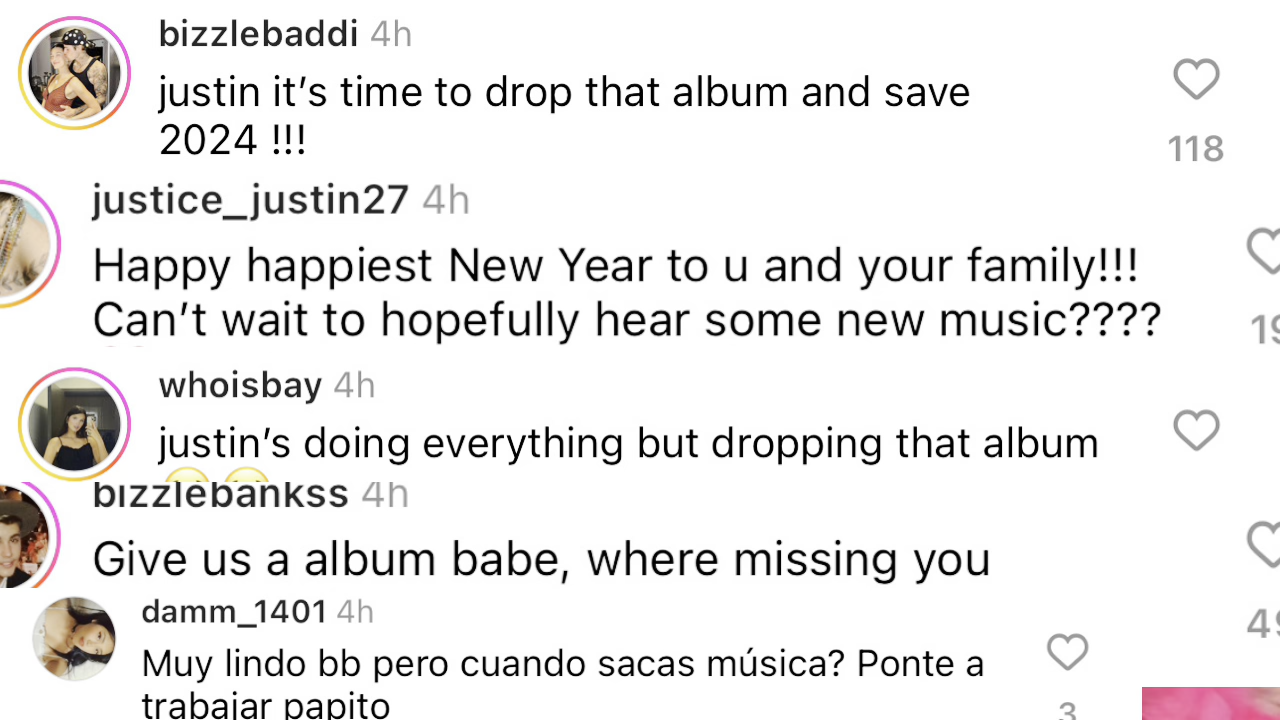 bizzlebaddi 4h
justin it's time to drop that album and save
2024 !!!
118
justice_justin27 4h
Happy happiest New Year to u and your family!!!
Can't wait to hopefully hear some new music????
whoisbay 4h
justin's doing everything but dropping that album
bizzlebankss 4h
Give us a album babe, where missing you
damm_1401 4h
Muy lindo bb pero cuando sacas música? Ponte a
trabajar papito
3